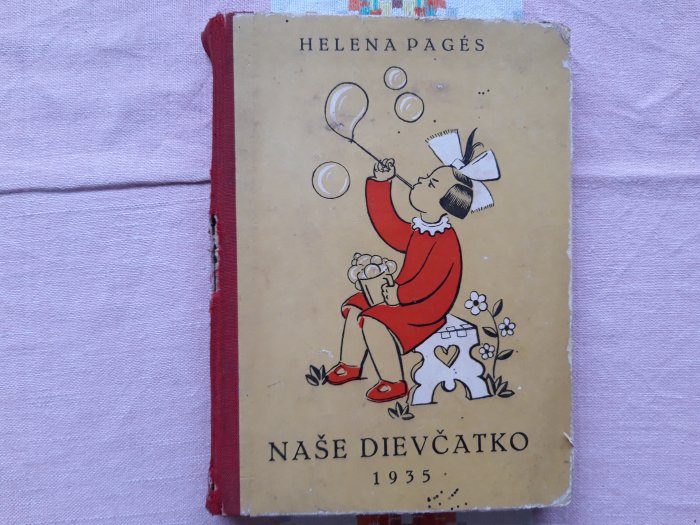 HELENA PAGÉS
NAŠE DIEVČATKO
1935